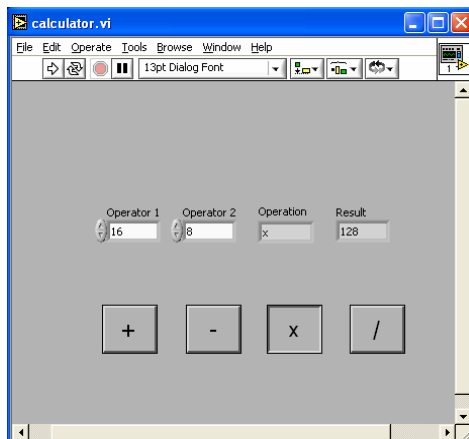 calculator.vi
File Edit Operate Tools Browse Window Help
13pt Dialog Font
1
Operator 1 Operator 2 Operation Result
16 8 x 128
+ - x /